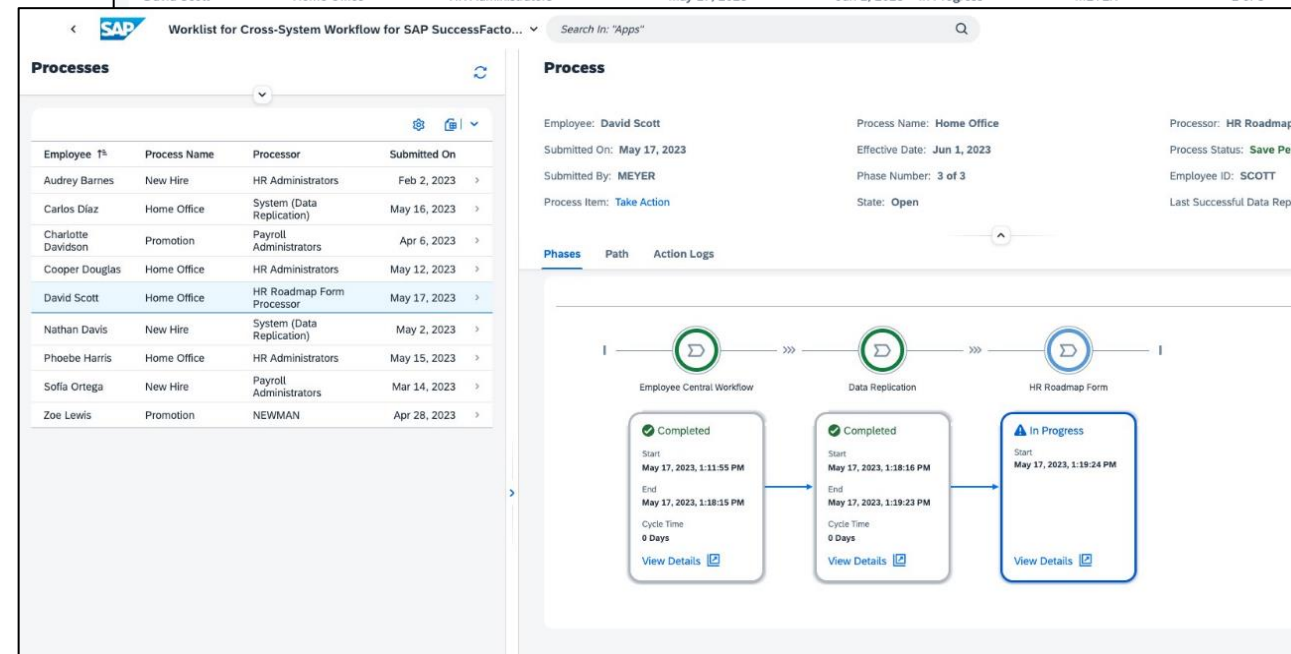 SAP Worklist for Cross-System Workflow for SAP SuccessFacto... Search In: "Apps"
Processes
Employee Process Name Processor Submitted On
Audrey Barnes New Hire HR Administrators Feb 2, 2023
Carlos Díaz Home Office System (Data Replication) May 16, 2023
Charlotte Davidson Promotion Payroll Administrators Apr 6, 2023
Cooper Douglas Home Office HR Administrators May 12, 2023
David Scott Home Office HR Roadmap Form Processor May 17, 2023
Nathan Davis New Hire System (Data Replication) May 2, 2023
Phoebe Harris Home Office HR Administrators May 15, 2023
Sofía Ortega New Hire Payroll Administrators Mar 14, 2023
Zoe Lewis Promotion NEWMAN Apr 28, 2023
Process
Employee: David Scott Process Name: Home Office Processor: HR Roadmap
Submitted On: May 17, 2023 Effective Date: Jun 1, 2023 Process Status: Save Pe
Submitted By: MEYER Phase Number: 3 of 3 Employee ID: SCOTT
Process Item: Take Action State: Open Last Successful Data Rep
Phases Path Action Logs
Employee Central Workflow Data Replication HR Roadmap Form
Completed Completed In Progress
Start Start Start
May 17, 2023, 1:11:55 PM May 17, 2023, 1:18:16 PM May 17, 2023, 1:19:24 PM
End End
May 17, 2023, 1:18:15 PM May 17, 2023, 1:19:23 PM
Cycle Time Cycle Time
0 Days 0 Days
View Details View Details View Details